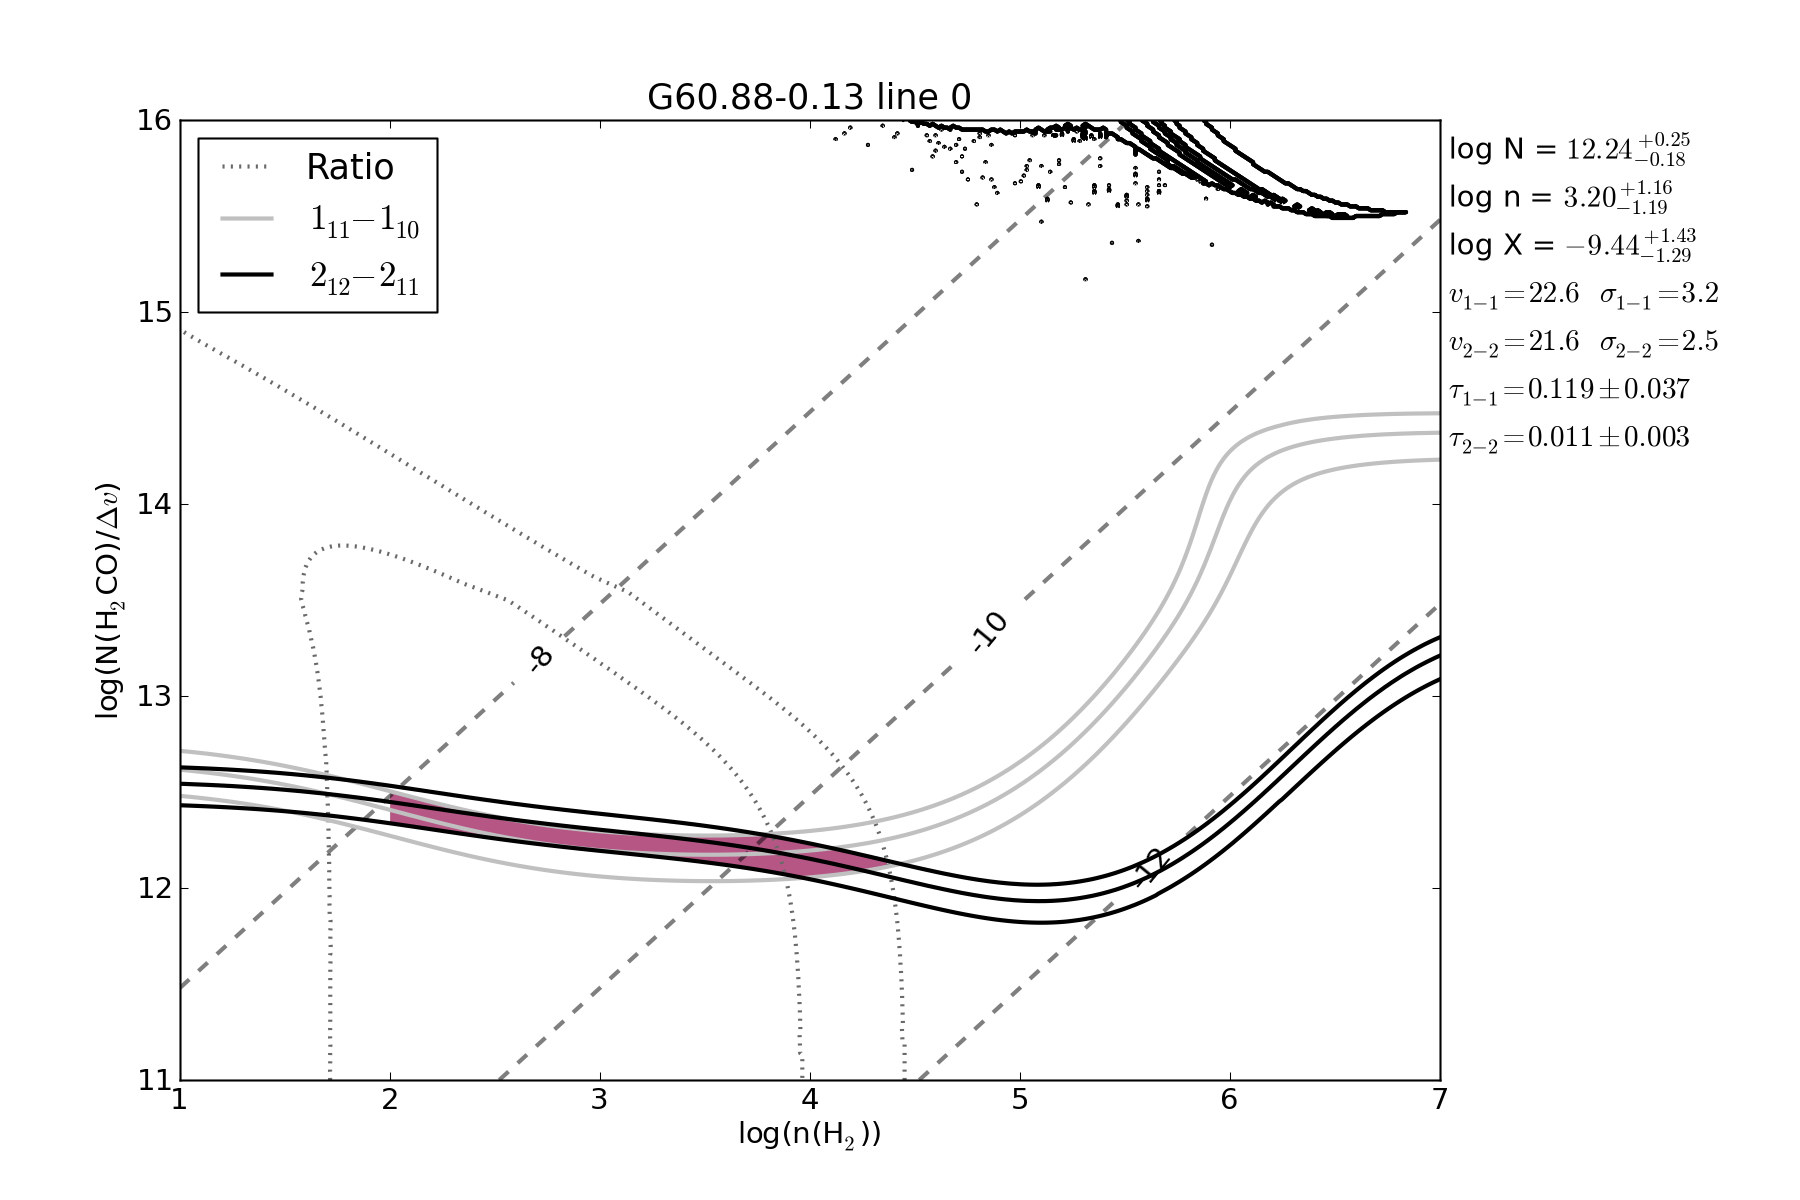 G60.88-0.13 line 0
16
15
14
13
12
11
log(N(H₂CO)/Δv)
Ratio
1₁₁−1₁₀
2₁₂−2₁₁
-8
-10
-12
1
2
3
4
5
6
7
log(n(H₂))
log N = 12.24 +0.25 −0.18
log n = 3.20 +1.16 −1.19
log X = −9.44 +1.43 −1.29
v₁₋₁=22.6 σ₁₋₁=3.2
v₂₋₂=21.6 σ₂₋₂=2.5
τ₁₋₁=0.119±0.037
τ₂₋₂=0.011±0.003